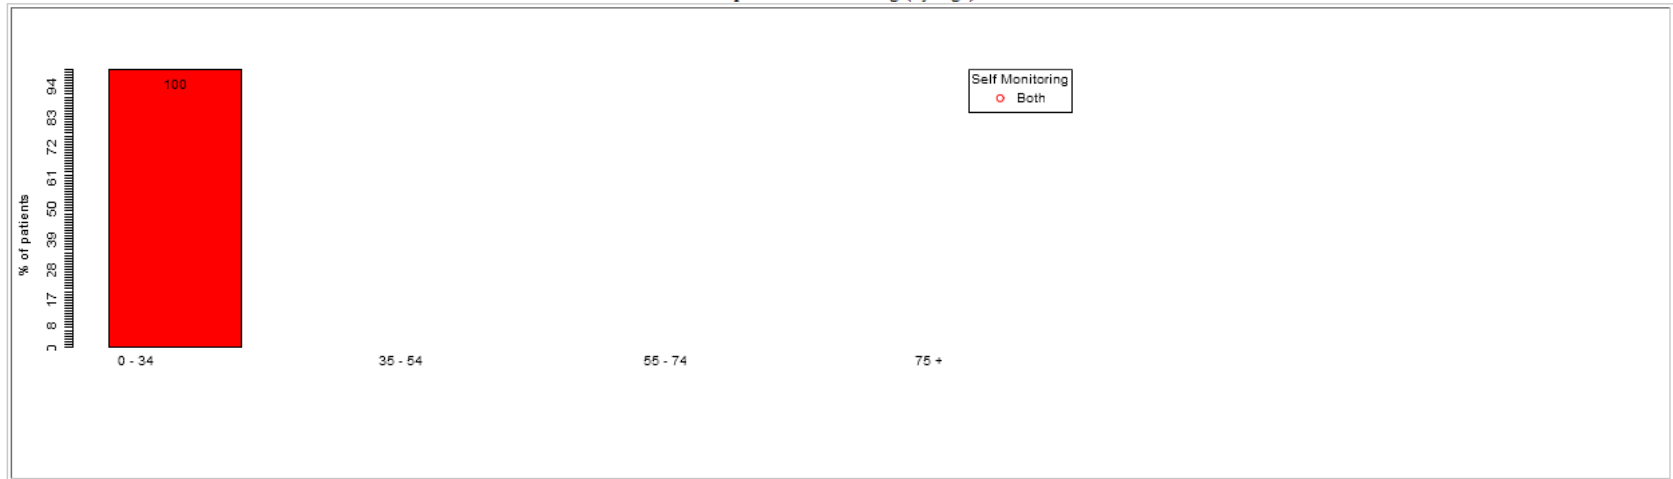 Self Monitoring
Both
100
% of patients
94
83
72
61
50
39
28
17
8
0 - 34
35 - 54
55 - 74
75 +